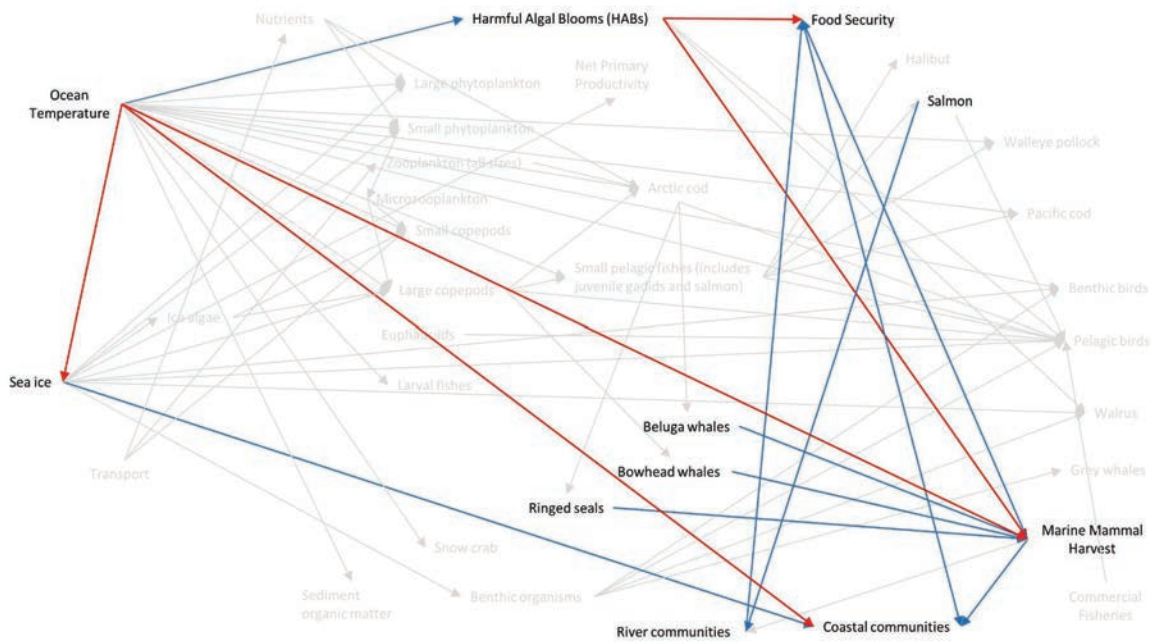 Nutrients
Harmful Algal Blooms (HABs)
Food Security
Halibut
Net Primary
Productivity
Large phytoplankton
Ocean
Temperature
Salmon
Small phytoplankton
Walleye pollock
Zooplankton (all sizes)
Arctic cod
Microzooplankton
Pacific cod
Small copepods
Small pelagic fishes (includes
juvenile gadids and salmon)
Large copepods
Benthic birds
Ice algae
Euphausiids
Pelagic birds
Sea ice
Larval fishes
Walrus
Beluga whales
Transport
Bowhead whales
Grey whales
Ringed seals
Marine Mammal
Harvest
Snow crab
Sediment
organic matter
Benthic organisms
Commercial
Fisheries
River communities
Coastal communities